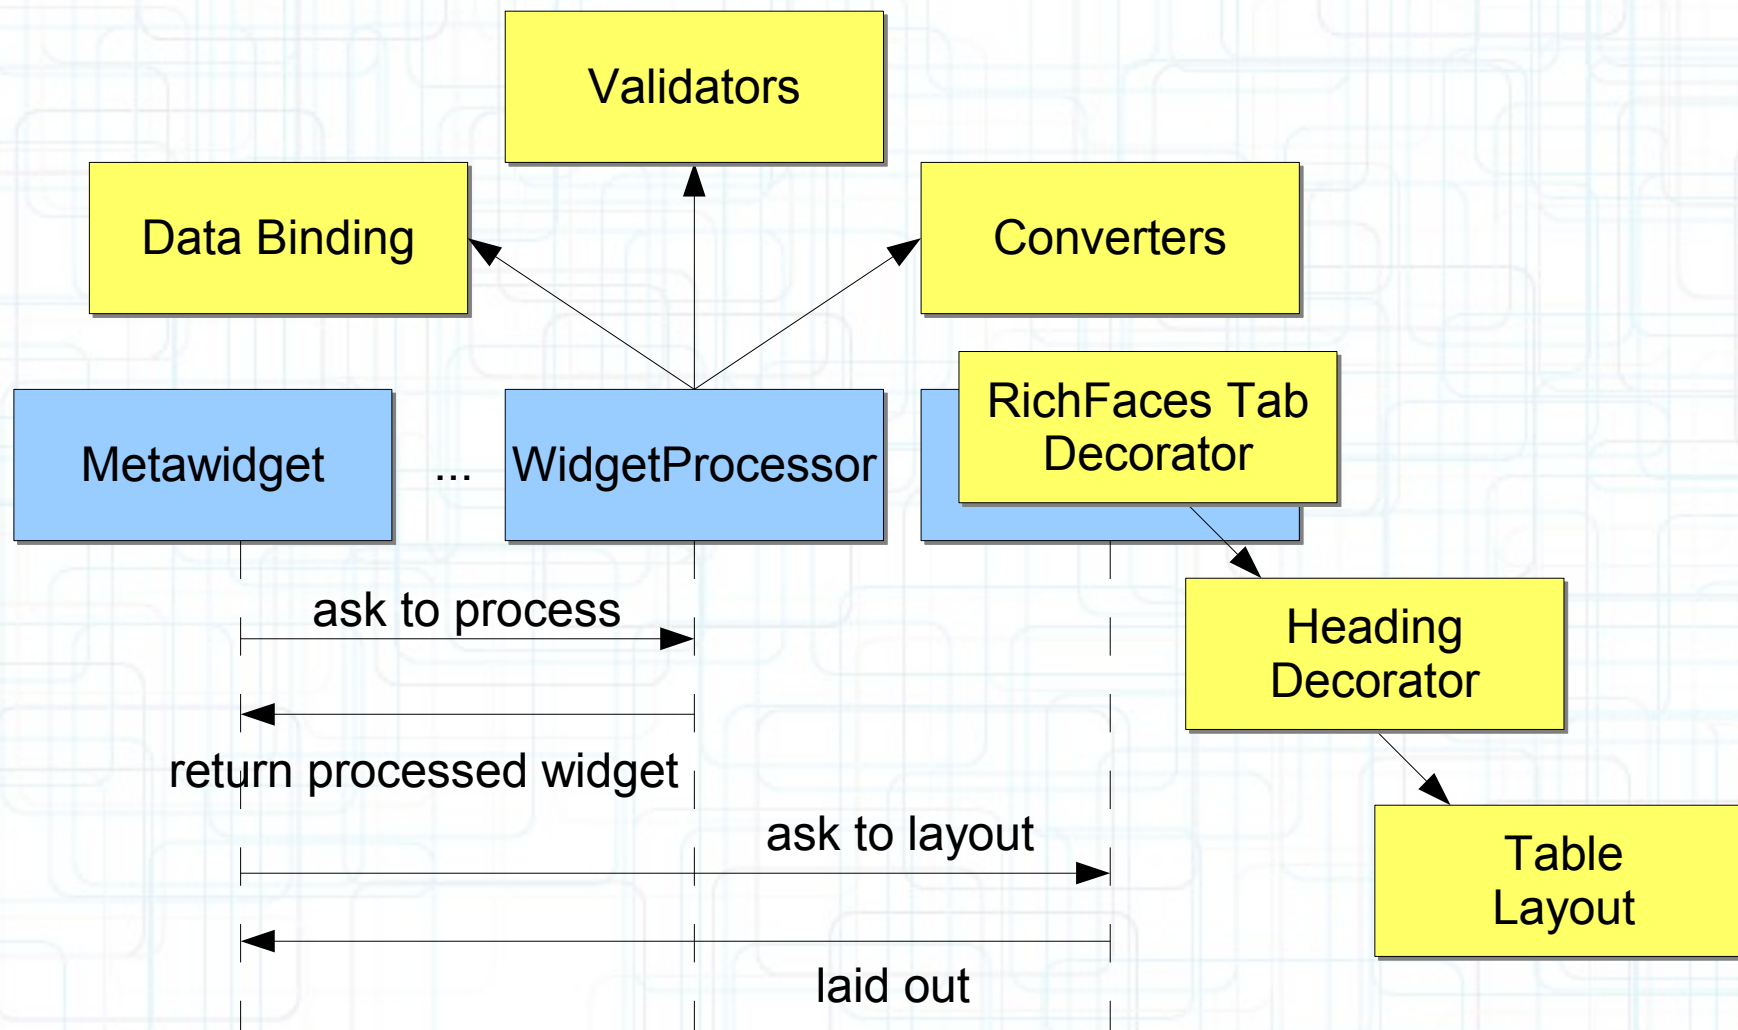 Validators
Data Binding
Converters
RichFaces Tab
Decorator
Metawidget
...
WidgetProcessor
ask to process
Heading
Decorator
return processed widget
ask to layout
Table
Layout
laid out